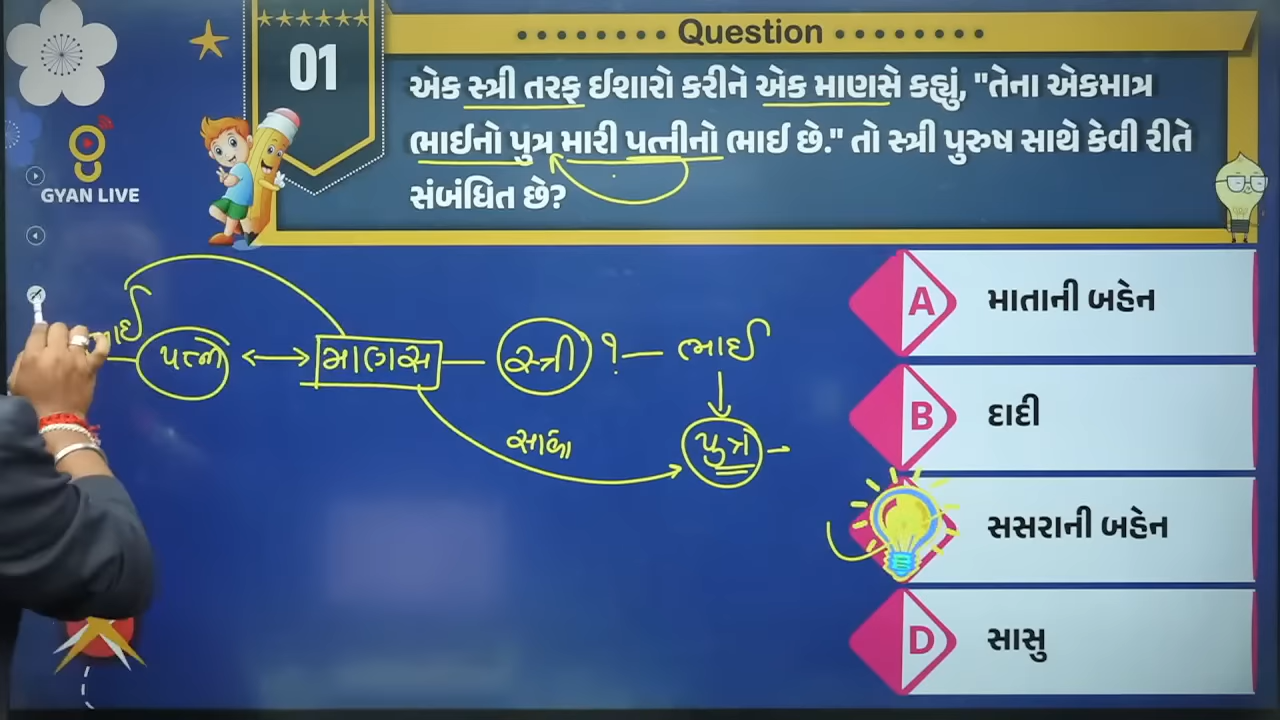 Question
01
એક સ્ત્રી તરફ ઈશારો કરીને એક માણસે કહ્યું, "તેના એકમાત્ર
ભાઈનો પુત્ર મારી પત્નીનો ભાઈ છે." તો સ્ત્રી પુરુષ સાથે કેવી રીતે
સંબંધિત છે?
GYAN LIVE
ભાઈ
પત્ની
માણસ
સ્ત્રી ?
ભાઈ
સાળા
પુત્ર
A માતાની બહેન
B દાદી
સસરાની બહેન
D સાસુ